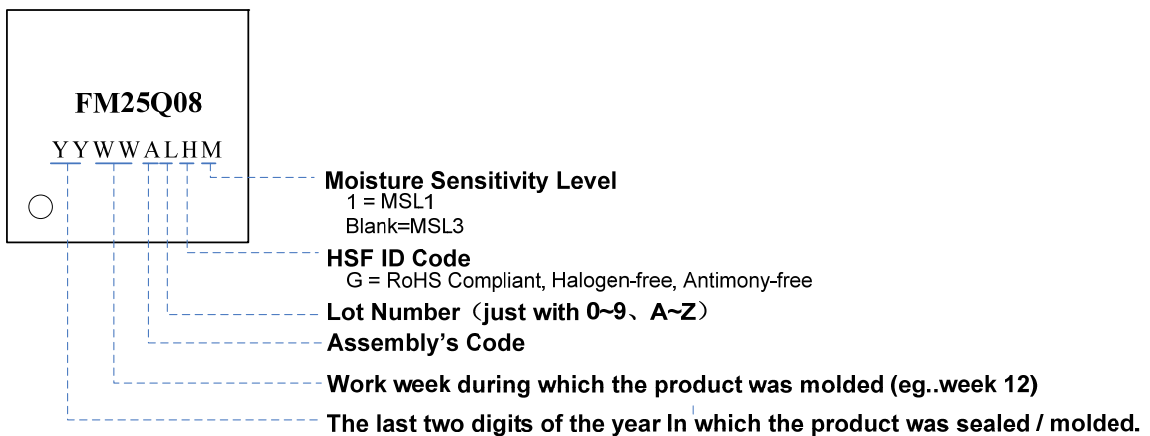 FM25Q08
YYWWALHM
Moisture Sensitivity Level
1 = MSL1
Blank=MSL3
HSF ID Code
G = RoHS Compliant, Halogen-free, Antimony-free
Lot Number（just with 0~9、A~Z）
Assembly's Code
Work week during which the product was molded (eg..week 12)
The last two digits of the year In which the product was sealed / molded.